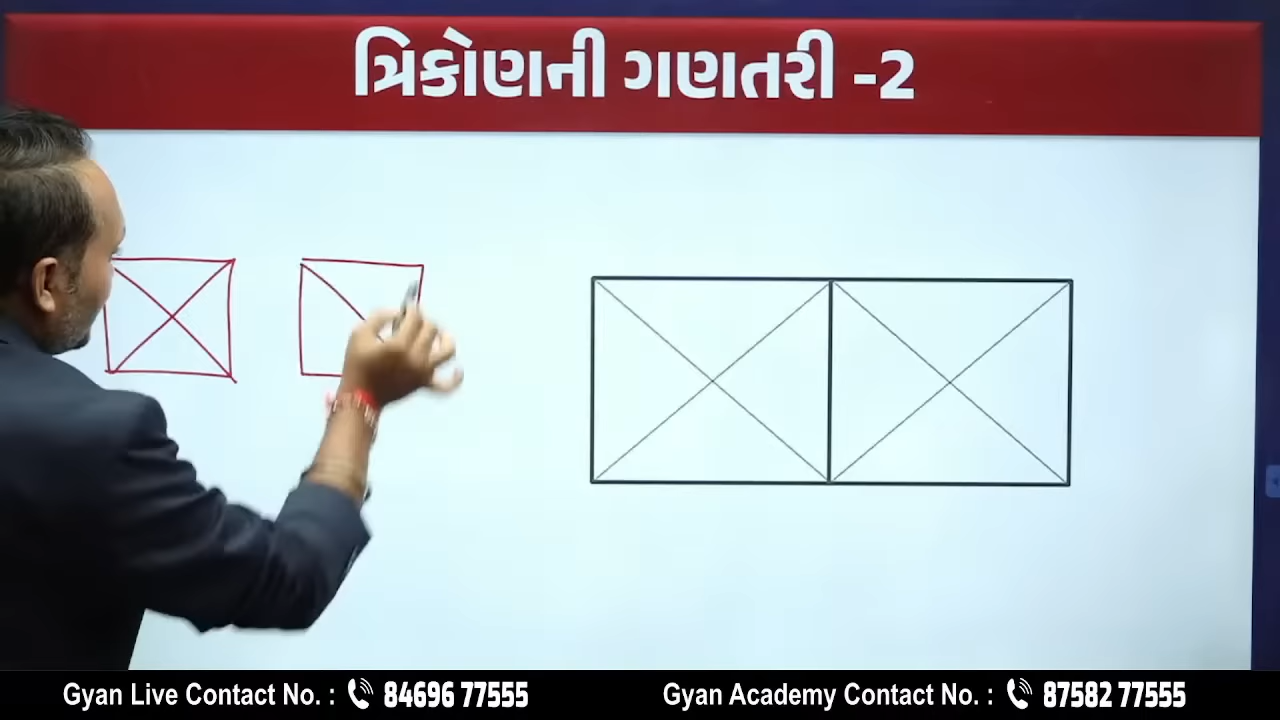 ત્રિકોણની ગણતરી -2
Gyan Live Contact No. : 84696 77555
Gyan Academy Contact No. : 87582 77555